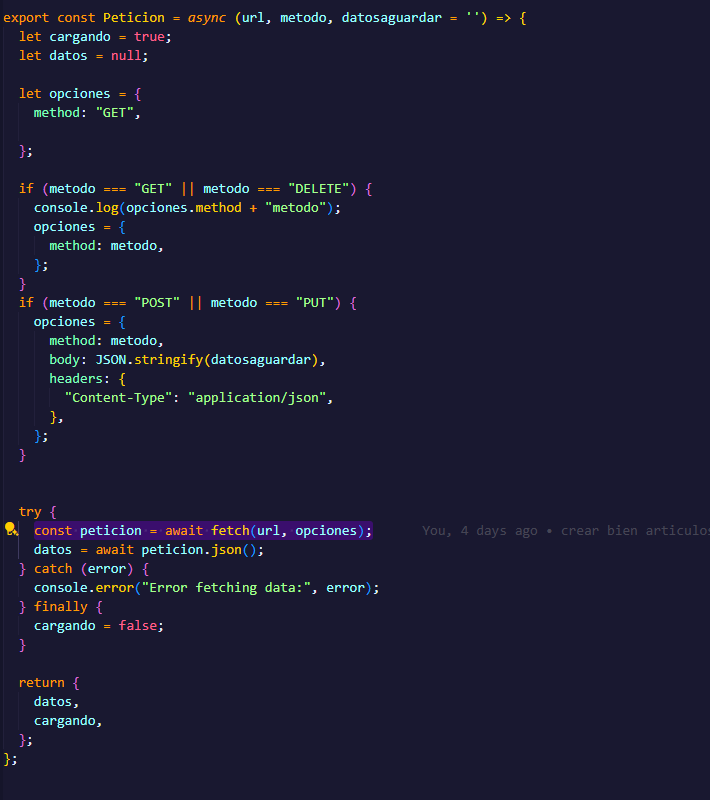 export const Peticion = async (url, metodo, datosaguardar = '') => {
  let cargando = true;
  let datos = null;

  let opciones = {
    method: "GET",

  };

  if (metodo === "GET" || metodo === "DELETE") {
    console.log(opciones.method + "metodo");
    opciones = {
      method: metodo,
    };
  }
  if (metodo === "POST" || metodo === "PUT") {
    opciones = {
      method: metodo,
      body: JSON.stringify(datosaguardar),
      headers: {
        "Content-Type": "application/json",
      },
    };
  }


  try {
    const peticion = await fetch(url, opciones); You, 4 days ago • crear bien articulos
    datos = await peticion.json();
  } catch (error) {
    console.error("Error fetching data:", error);
  } finally {
    cargando = false;
  }

  return {
    datos,
    cargando,
  };
};